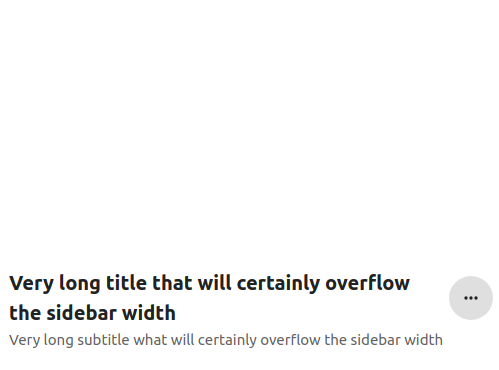 Very long title that will certainly overflow
the sidebar width
Very long subtitle what will certainly overflow the sidebar width